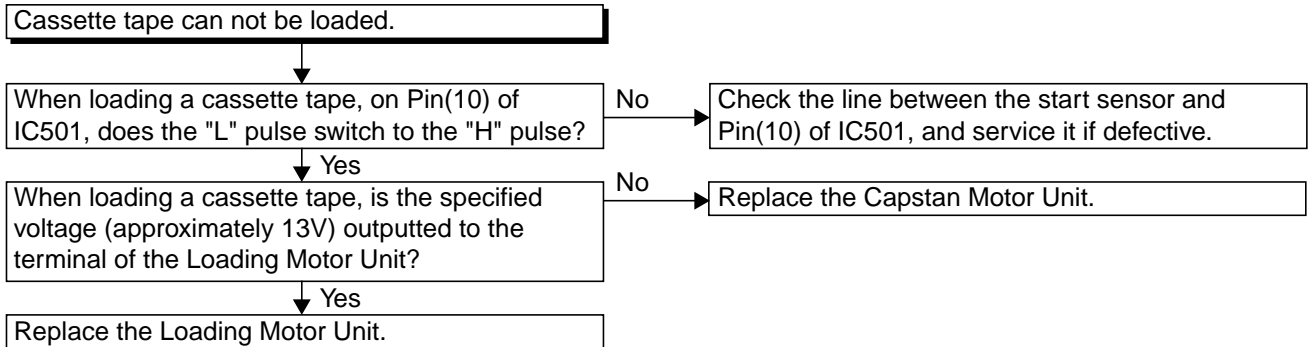 Cassette tape can not be loaded.
When loading a cassette tape, on Pin(10) of
IC501, does the "L" pulse switch to the "H" pulse?
No
Check the line between the start sensor and
Pin(10) of IC501, and service it if defective.
Yes
When loading a cassette tape, is the specified
voltage (approximately 13V) outputted to the
terminal of the Loading Motor Unit?
No
Replace the Capstan Motor Unit.
Yes
Replace the Loading Motor Unit.